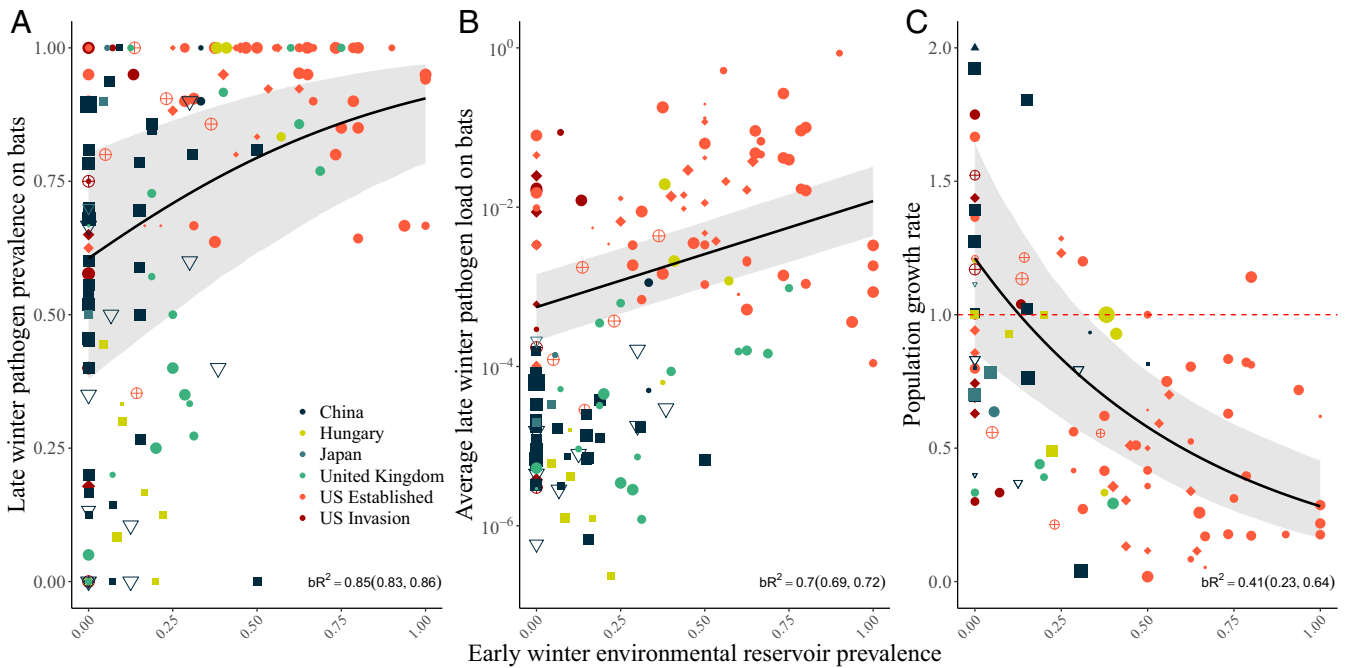 A
Late winter pathogen prevalence on bats
1.00
0.75
0.50
0.25
0.00
China
Hungary
Japan
United Kingdom
US Established
US Invasion
bR² = 0.85(0.83, 0.86)
0.00 0.25 0.50 0.75 1.00
B
Average late winter pathogen load on bats
10⁰
10⁻²
10⁻⁴
10⁻⁶
bR² = 0.7(0.69, 0.72)
0.00 0.25 0.50 0.75 1.00
C
Population growth rate
2.0
1.5
1.0
0.5
0.0
bR² = 0.41(0.23, 0.64)
0.00 0.25 0.50 0.75 1.00
Early winter environmental reservoir prevalence